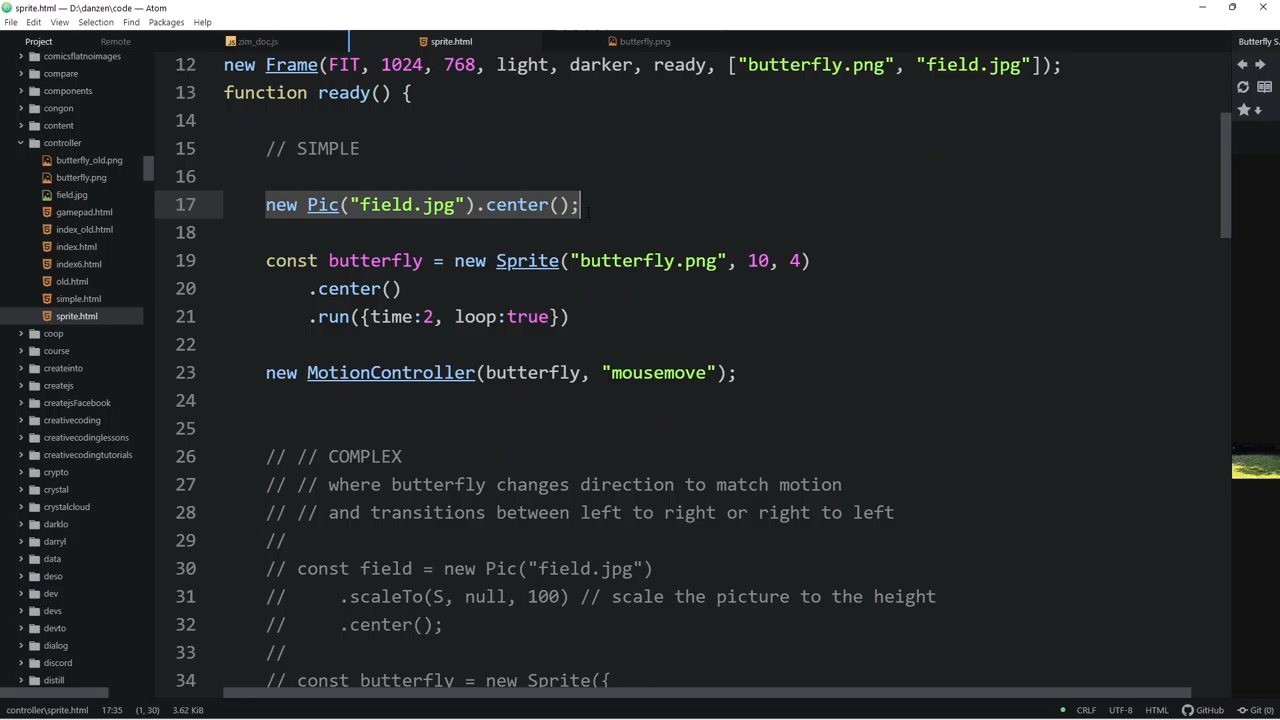 sprite.html — D:\danzen\code — Atom
File Edit View Selection Find Packages Help
Project Remote
zim_doc.js sprite.html butterfly.png Butterfly S
comicsflatnoimages
compare
components
congon
content
controller
butterfly_old.png
butterfly.png
field.jpg
gamepad.html
index_old.html
index.html
index6.html
old.html
simple.html
sprite.html
coop
course
createinto
createjs
createjsFacebook
creativecoding
creativecodinglessons
creativecodingtutorials
crypto
crystal
crystalcloud
darklo
darryl
data
deso
dev
devs
devto
dialog
discord
distill
12 new Frame(FIT, 1024, 768, light, darker, ready, ["butterfly.png", "field.jpg"]);
13 function ready() {
14
15 // SIMPLE
16
17 new Pic("field.jpg").center();
18
19 const butterfly = new Sprite("butterfly.png", 10, 4)
20 .center()
21 .run({time:2, loop:true})
22
23 new MotionController(butterfly, "mousemove");
24
25
26 // // COMPLEX
27 // // where butterfly changes direction to match motion
28 // // and transitions between left to right or right to left
29 //
30 // const field = new Pic("field.jpg")
31 // .scaleTo(S, null, 100) // scale the picture to the height
32 // .center();
33 //
34 // const butterfly = new Sprite({
controller\sprite.html 17:35 (1, 30) 3.62 KiB CRLF UTF-8 HTML GitHub Git (0)